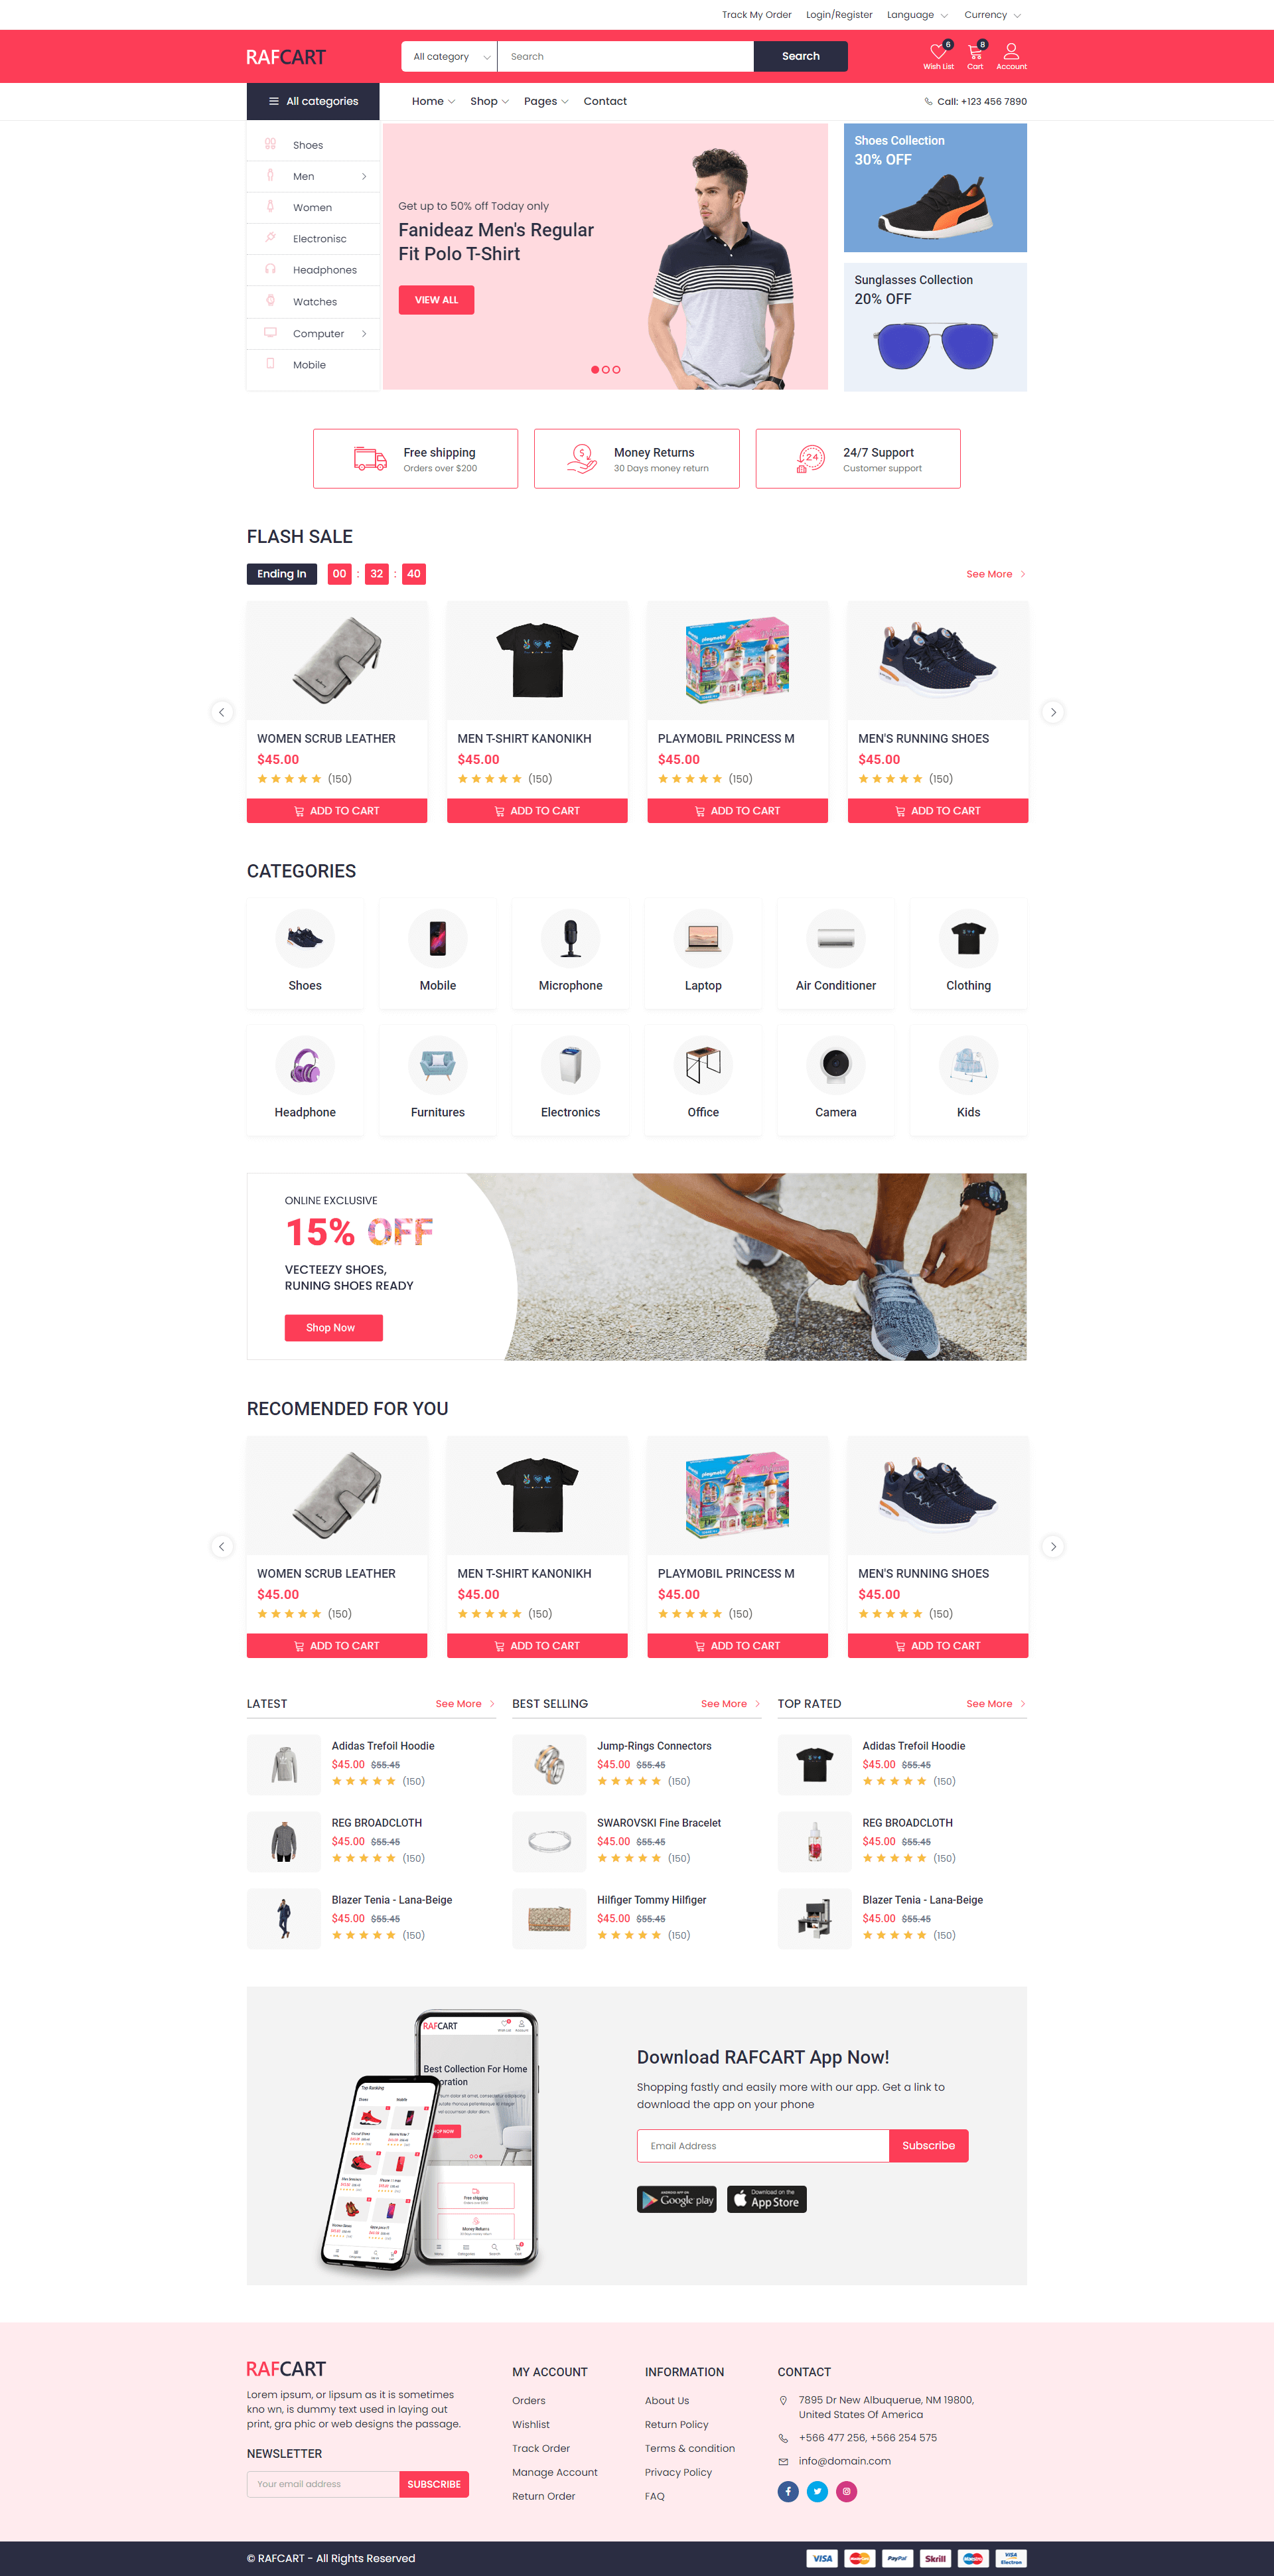 Track My Order Login/Register Language Currency
RAFCART All category Search Search 6 Wish List 8 Cart Account
All categories Home Shop Pages Contact Call: +123 456 7890
Shoes
Men
Women
Electronisc
Headphones
Watches
Computer
Mobile
Get up to 50% off Today only
Fanideaz Men's Regular
Fit Polo T-Shirt
VIEW ALL
Shoes Collection
30% OFF
Sunglasses Collection
20% OFF
Free shipping
Orders over $200
Money Returns
30 Days money return
24
24/7 Support
Customer support
FLASH SALE
Ending In 00 : 32 : 40 See More
playmobil
WOMEN SCRUB LEATHER
$45.00
(150)
ADD TO CART
MEN T-SHIRT KANONIKH
$45.00
(150)
ADD TO CART
PLAYMOBIL PRINCESS M
$45.00
(150)
ADD TO CART
MEN'S RUNNING SHOES
$45.00
(150)
ADD TO CART
CATEGORIES
Shoes Mobile Microphone Laptop Air Conditioner Clothing
Headphone Furnitures Electronics Office Camera Kids
ONLINE EXCLUSIVE
15% OFF
VECTEEZY SHOES,
RUNING SHOES READY
Shop Now
RECOMENDED FOR YOU
playmobil
WOMEN SCRUB LEATHER
$45.00
(150)
ADD TO CART
MEN T-SHIRT KANONIKH
$45.00
(150)
ADD TO CART
PLAYMOBIL PRINCESS M
$45.00
(150)
ADD TO CART
MEN'S RUNNING SHOES
$45.00
(150)
ADD TO CART
LATEST See More
Adidas Trefoil Hoodie
$45.00 $55.45
(150)
REG BROADCLOTH
$45.00 $55.45
(150)
Blazer Tenia - Lana-Beige
$45.00 $55.45
(150)
BEST SELLING See More
Jump-Rings Connectors
$45.00 $55.45
(150)
SWAROVSKI Fine Bracelet
$45.00 $55.45
(150)
Hilfiger Tommy Hilfiger
$45.00 $55.45
(150)
TOP RATED See More
Adidas Trefoil Hoodie
$45.00 $55.45
(150)
REG BROADCLOTH
$45.00 $55.45
(150)
Blazer Tenia - Lana-Beige
$45.00 $55.45
(150)
RAFCART
Best Collection For Home
oration
Top Ranking
Free shipping
Money Returns
Download RAFCART App Now!
Shopping fastly and easily more with our app. Get a link to
download the app on your phone
Email Address Subscribe
ANDROID APP ON
Google play
Download on the
App Store
RAFCART
Lorem ipsum, or lipsum as it is sometimes
kno wn, is dummy text used in laying out
print, gra phic or web designs the passage.
NEWSLETTER
Your email address SUBSCRIBE
MY ACCOUNT
Orders
Wishlist
Track Order
Manage Account
Return Order
INFORMATION
About Us
Return Policy
Terms & condition
Privacy Policy
FAQ
CONTACT
7895 Dr New Albuquerue, NM 19800,
United States Of America
+566 477 256, +566 254 575
info@domain.com
© RAFCART - All Rights Reserved
VISA PayPal Skrill VISA Electron